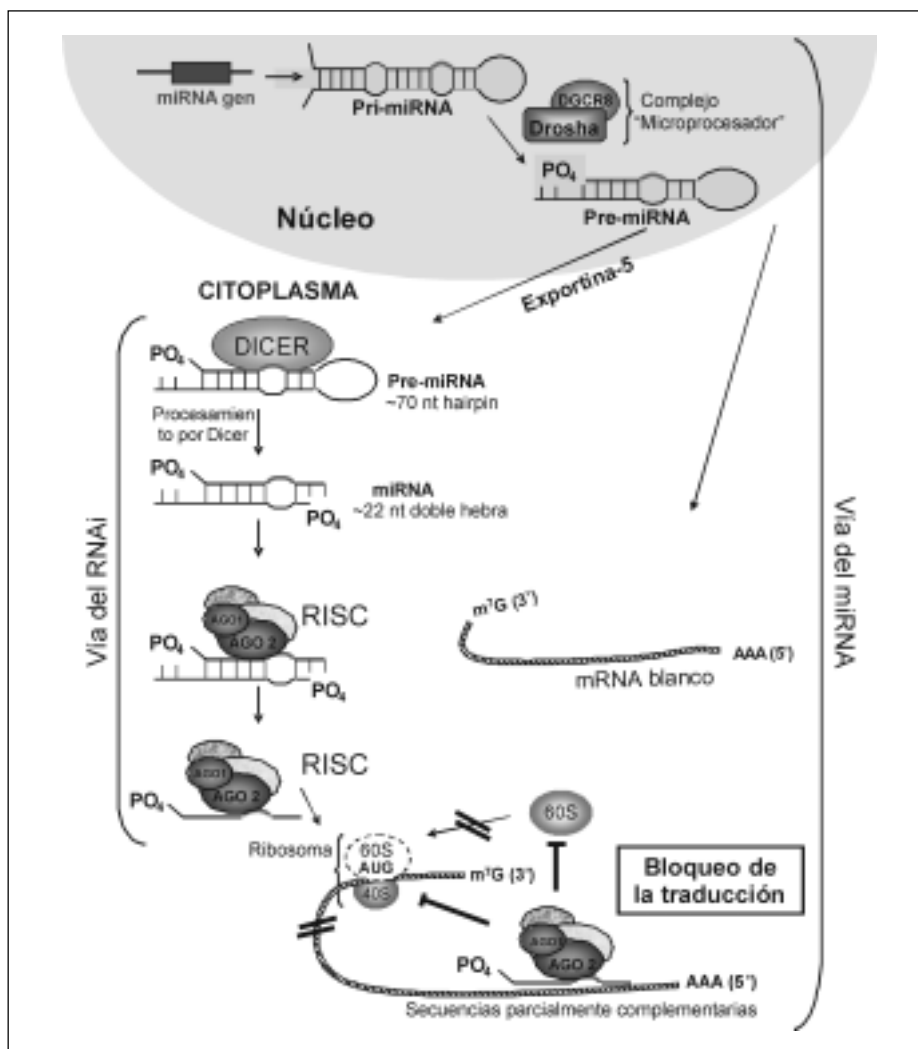 miRNA gen
Pri-miRNA
DGCR8
Drosha
Complejo
"Microprocesador"
PO₄
Pre-miRNA
Núcleo
Exportina-5
CITOPLASMA
DICER
PO₄
Pre-miRNA
~70 nt hairpin
Procesamien
to por Dicer
PO₄
miRNA
~22 nt doble hebra
PO₄
Vía del RNAi
Vía del miRNA
RISC
AGO1
AGO 2
PO₄
PO₄
m⁷G (3')
AAA (5')
mRNA blanco
RISC
AGO1
AGO 2
PO₄
Ribosoma
60S
AUG
40S
m⁷G (3')
60S
Bloqueo de
la traducción
AGO1
AGO 2
PO₄
AAA (5')
Secuencias parcialmente complementarias